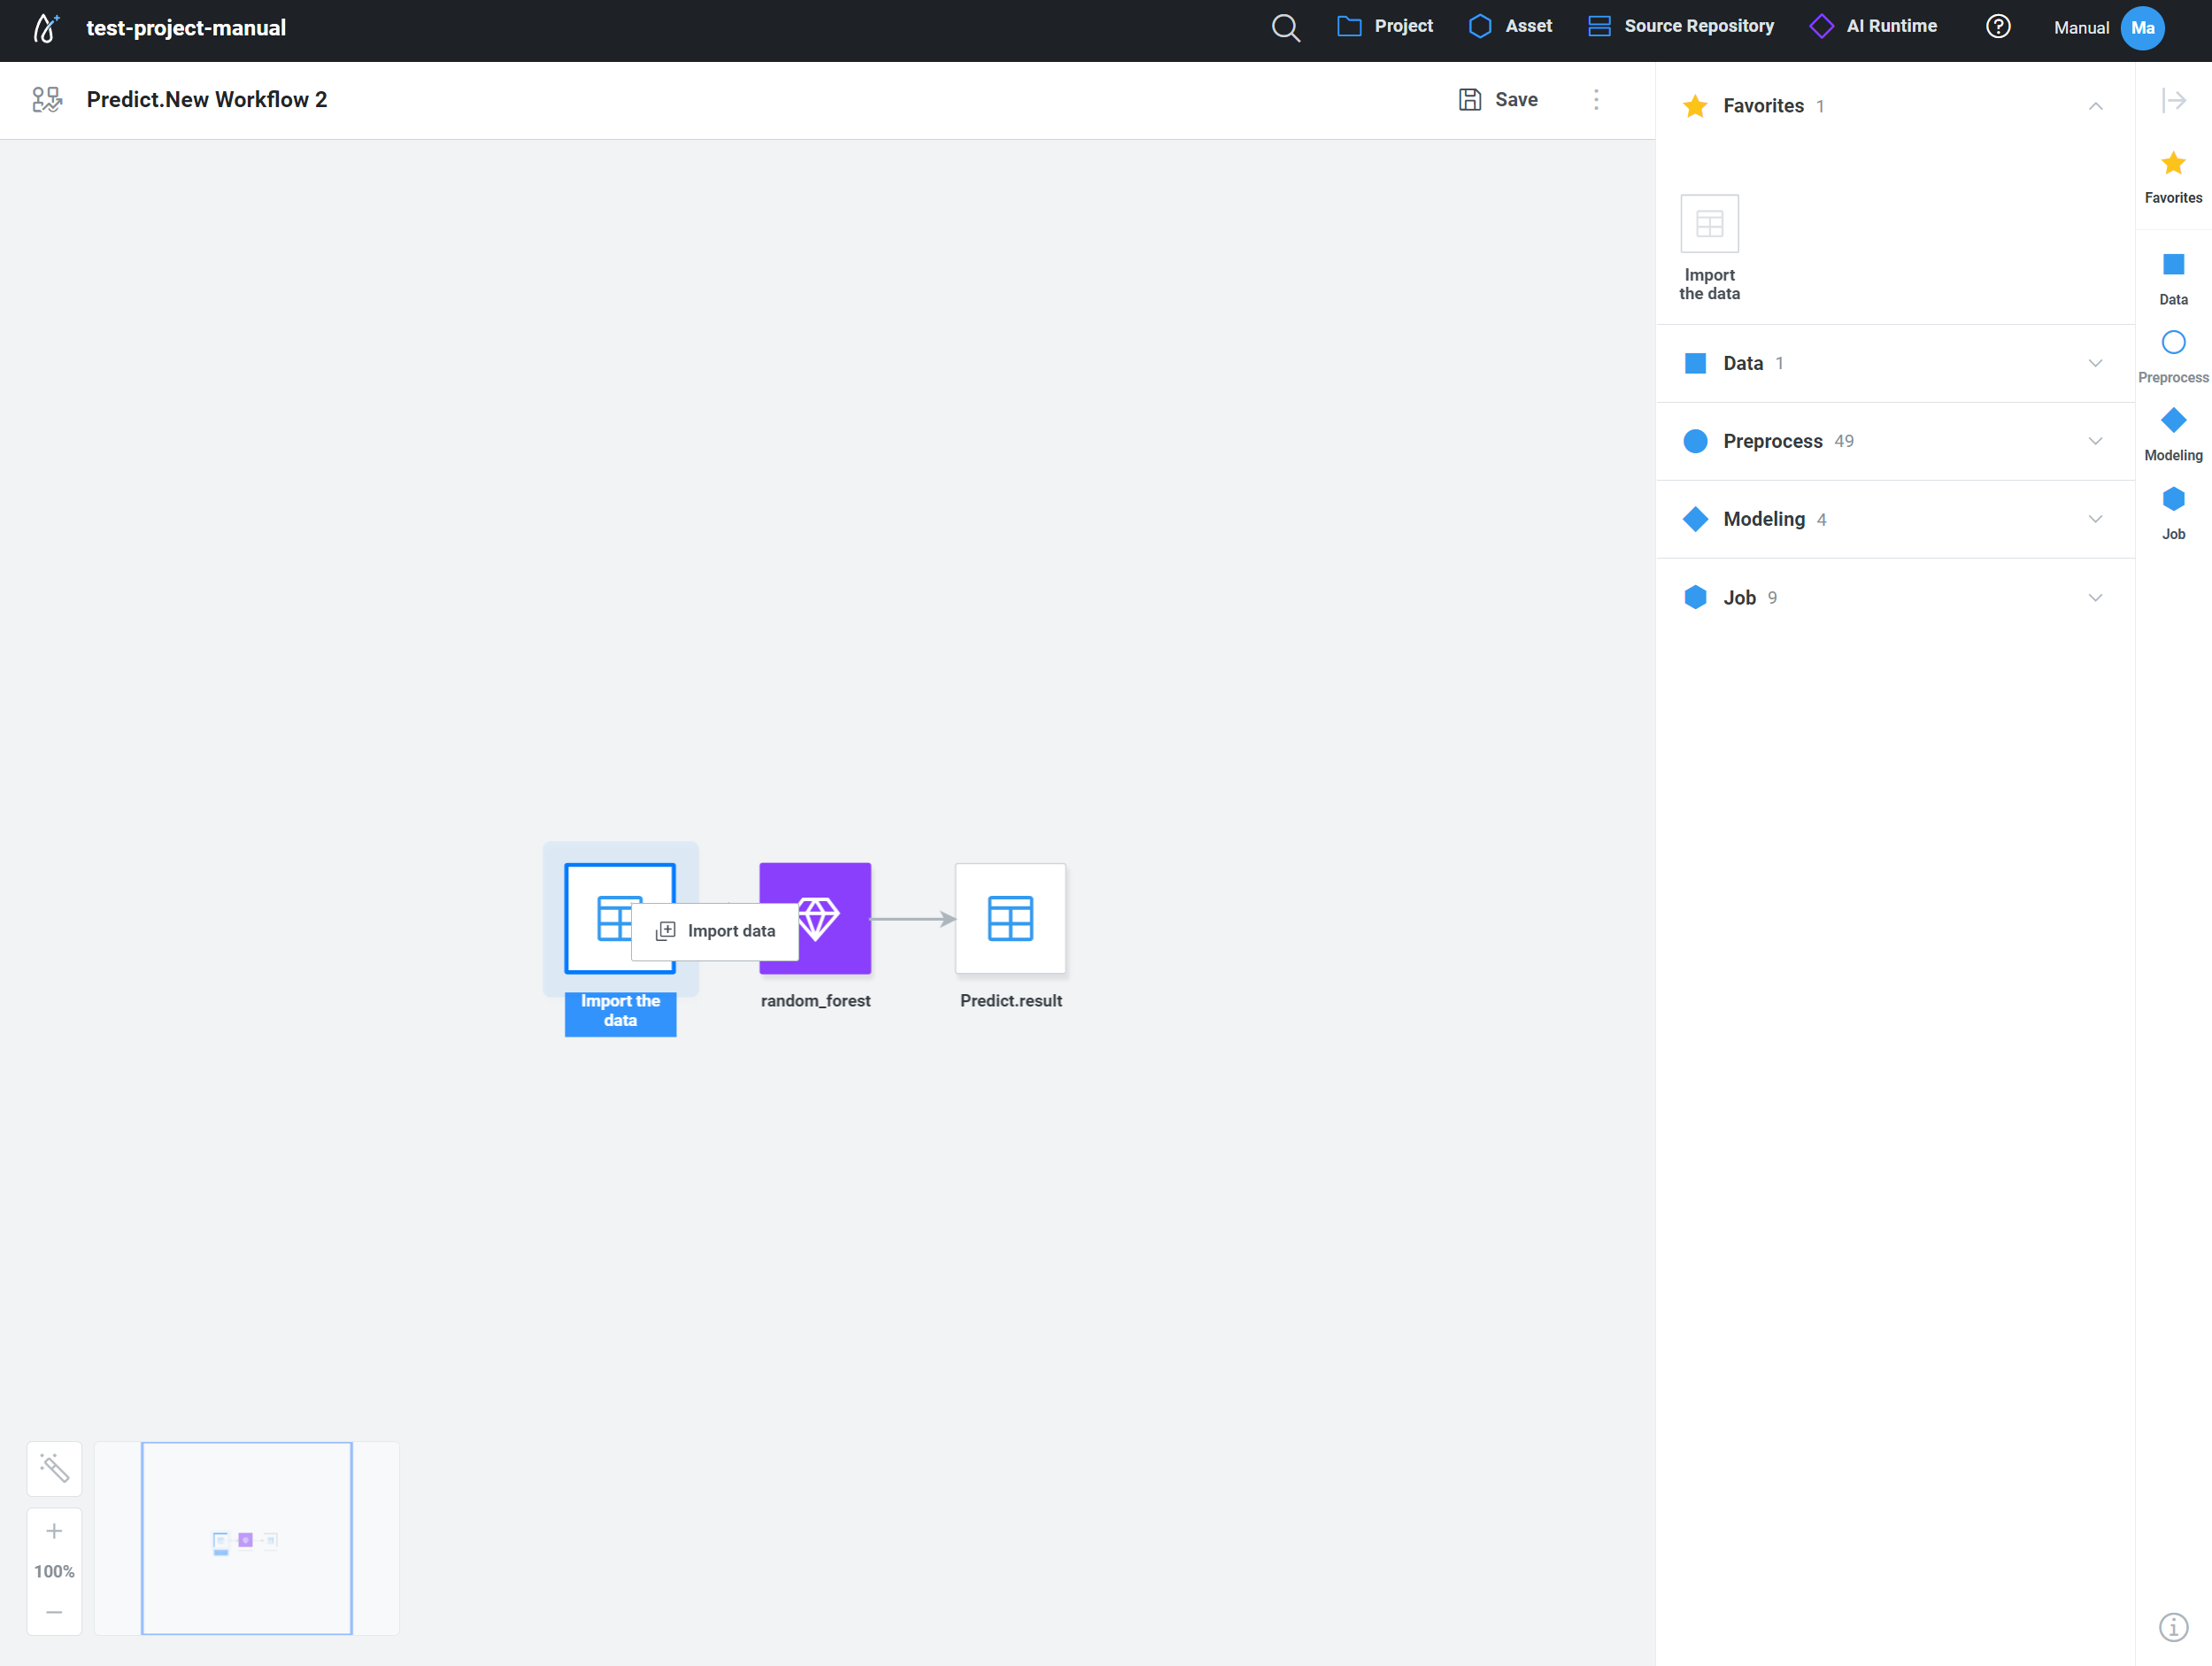 test-project-manual
Project
Asset
Source Repository
AI Runtime
Manual
Ma
Predict.New Workflow 2
Save
Favorites 1
Import
the data
Data 1
Preprocess 49
Modeling 4
Job 9
Favorites
Data
Preprocess
Modeling
Job
Import data
Import the
data
random_forest
Predict.result
100%